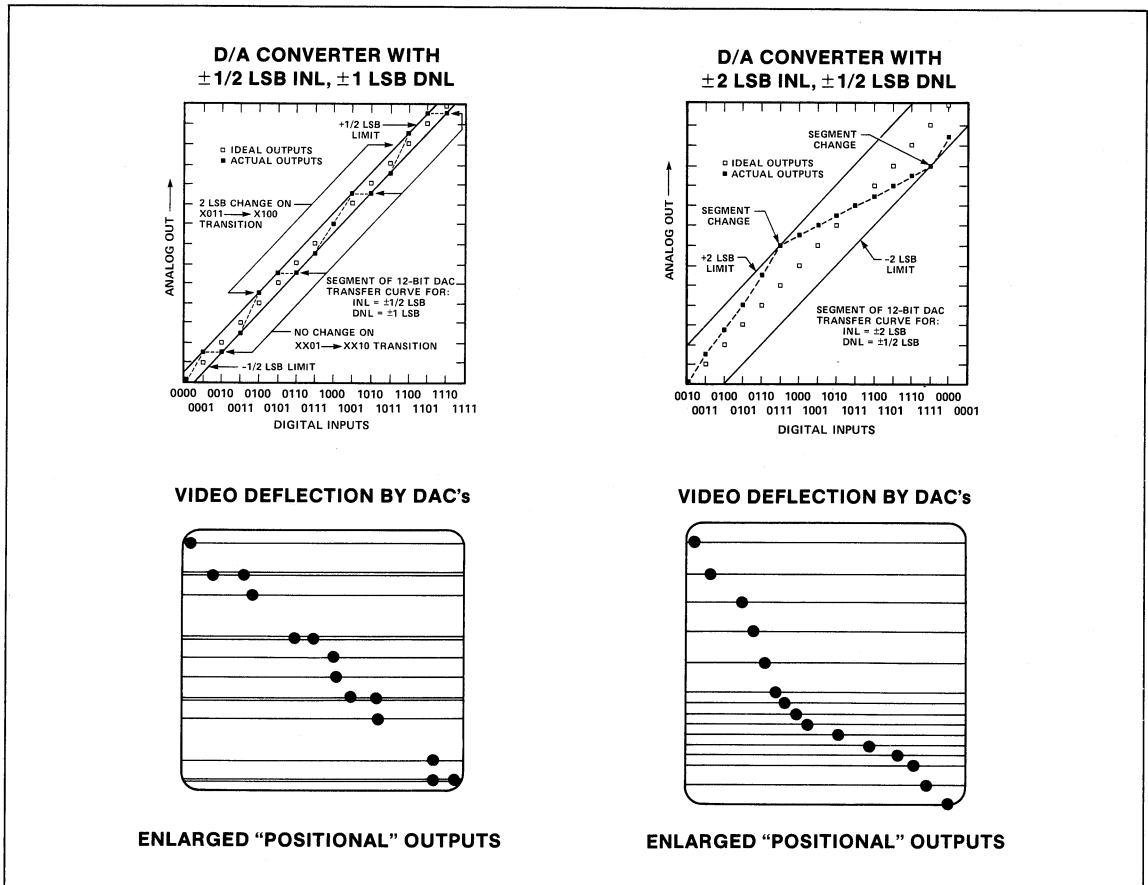 D/A CONVERTER WITH
±1/2 LSB INL, ±1 LSB DNL
+1/2 LSB
LIMIT
□ IDEAL OUTPUTS
■ ACTUAL OUTPUTS
ANALOG OUT
2 LSB CHANGE ON
X011 → X100
TRANSITION
SEGMENT OF 12-BIT DAC
TRANSFER CURVE FOR:
INL = ±1/2 LSB
DNL = ±1 LSB
NO CHANGE ON
XX01 → XX10 TRANSITION
−1/2 LSB LIMIT
0000 0010 0100 0110 1000 1010 1100 1110
0001 0011 0101 0111 1001 1011 1101 1111
DIGITAL INPUTS
D/A CONVERTER WITH
±2 LSB INL, ±1/2 LSB DNL
SEGMENT
CHANGE
□ IDEAL OUTPUTS
■ ACTUAL OUTPUTS
ANALOG OUT
SEGMENT
CHANGE
+2 LSB
LIMIT
−2 LSB
LIMIT
SEGMENT OF 12-BIT DAC
TRANSFER CURVE FOR:
INL = ±2 LSB
DNL = ±1/2 LSB
0010 0100 0110 1000 1010 1100 1110 0000
0011 0101 0111 1001 1011 1101 1111 0001
DIGITAL INPUTS
VIDEO DEFLECTION BY DAC's
ENLARGED “POSITIONAL” OUTPUTS
VIDEO DEFLECTION BY DAC's
ENLARGED “POSITIONAL” OUTPUTS